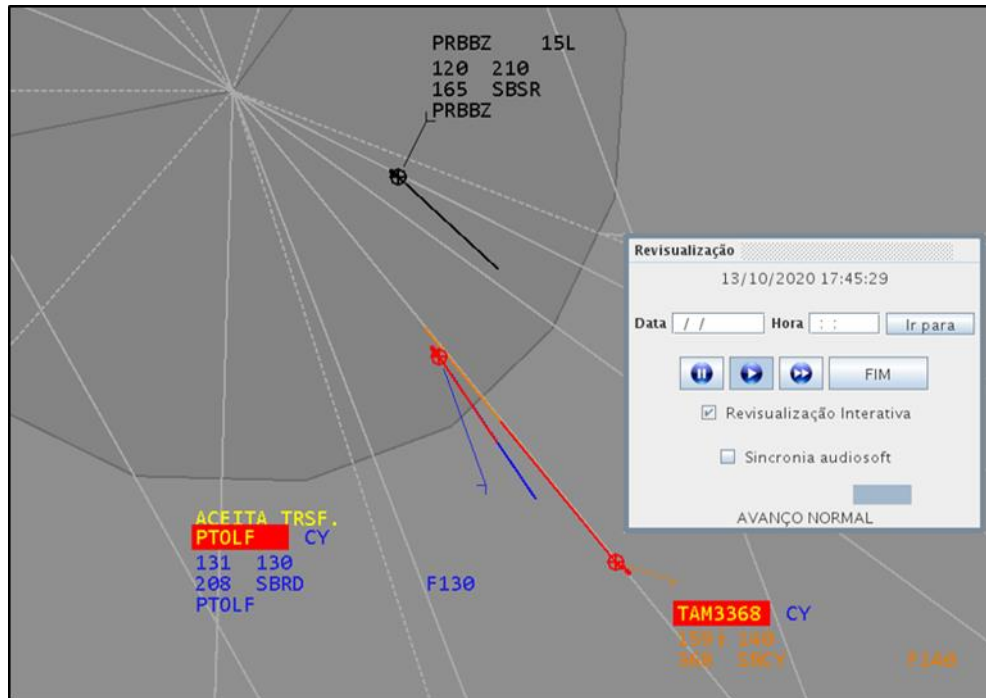 PRBBZ 15L
120 210
165 SBSR
PRBBZ
Revisualização
13/10/2020 17:45:29
Data / / Hora : : Ir para
FIM
Revisualização Interativa
Sincronia audiosoft
AVANÇO NORMAL
ACEITA TRSF.
PTOLF CY
131 130
208 SBRD F130
PTOLF
TAM3368 CY
140
SBCY F140